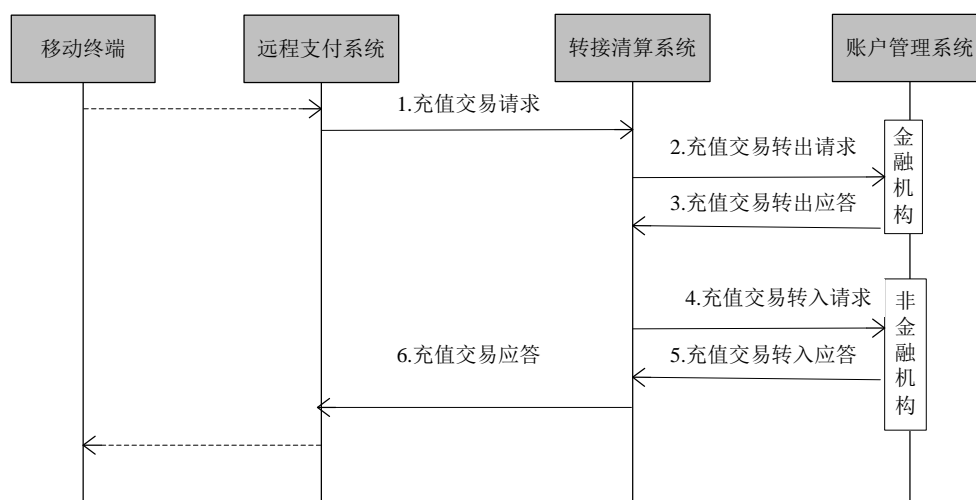 移动终端
远程支付系统
转接清算系统
账户管理系统
1.充值交易请求
2.充值交易转出请求
3.充值交易转出应答
金融机构
4.充值交易转入请求
5.充值交易转入应答
非金融机构
6.充值交易应答